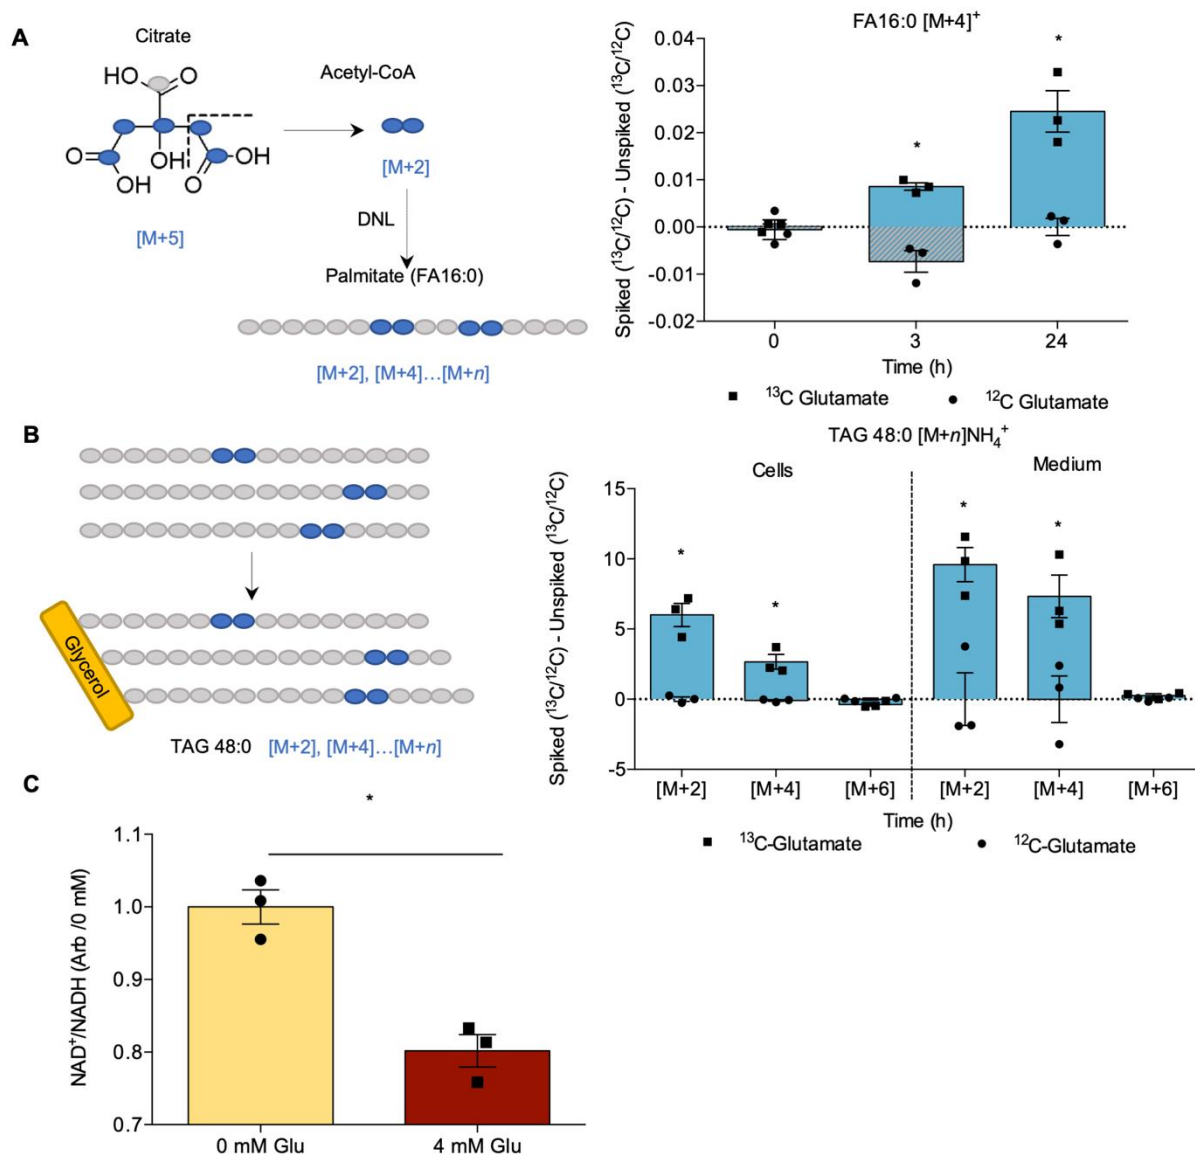 A
Citrate
HO
O
O
OH
OH
O
OH
[M+5]
Acetyl-CoA
[M+2]
DNL
Palmitate (FA16:0)
[M+2], [M+4]...[M+n]
FA16:0 [M+4]⁺
Spiked (¹³C/¹²C) - Unspiked (¹³C/¹²C)
0.04
0.03
0.02
0.01
0.00
-0.01
-0.02
*
*
0
3
24
Time (h)
■ ¹³C Glutamate
● ¹²C Glutamate
B
Glycerol
TAG 48:0 [M+2], [M+4]...[M+n]
TAG 48:0 [M+n]NH₄⁺
Cells
Medium
Spiked (¹³C/¹²C) - Unspiked (¹³C/¹²C)
15
10
5
0
-5
*
*
*
*
[M+2]
[M+4]
[M+6]
[M+2]
[M+4]
[M+6]
Time (h)
■ ¹³C-Glutamate
● ¹²C-Glutamate
C
*
NAD⁺/NADH (Arb /0 mM)
1.1
1.0
0.9
0.8
0.7
0 mM Glu
4 mM Glu